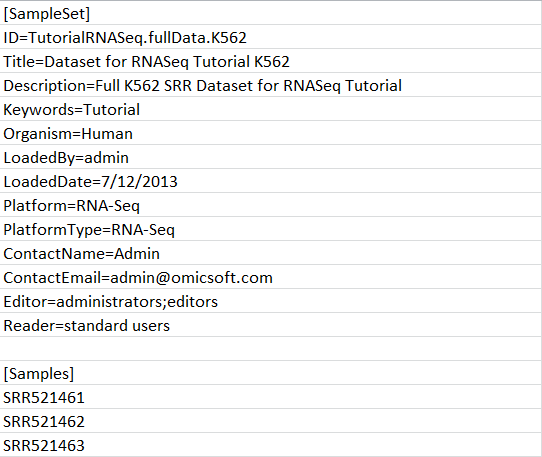 [SampleSet]
ID=TutorialRNASeq.fullData.K562
Title=Dataset for RNASeq Tutorial K562
Description=Full K562 SRR Dataset for RNASeq Tutorial
Keywords=Tutorial
Organism=Human
LoadedBy=admin
LoadedDate=7/12/2013
Platform=RNA-Seq
PlatformType=RNA-Seq
ContactName=Admin
ContactEmail=admin@omicsoft.com
Editor=administrators;editors
Reader=standard users
[Samples]
SRR521461
SRR521462
SRR521463